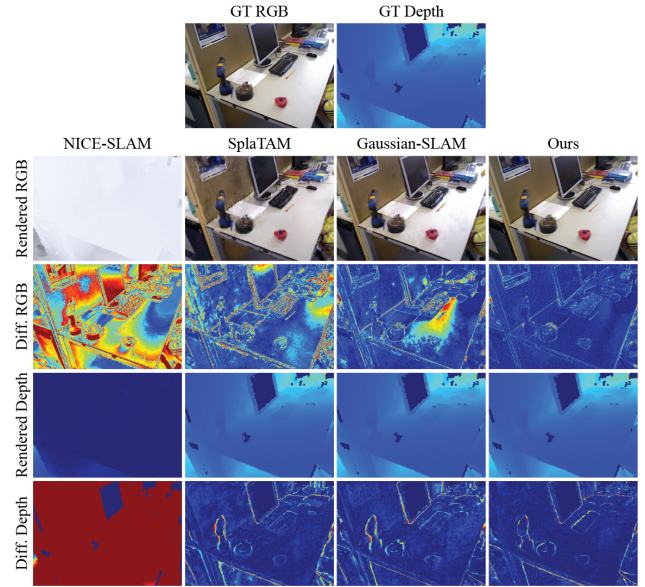 GT RGB
GT Depth
NICE-SLAM
SplaTAM
Gaussian-SLAM
Ours
Rendered RGB
Diff. RGB
Rendered Depth
Diff. Depth